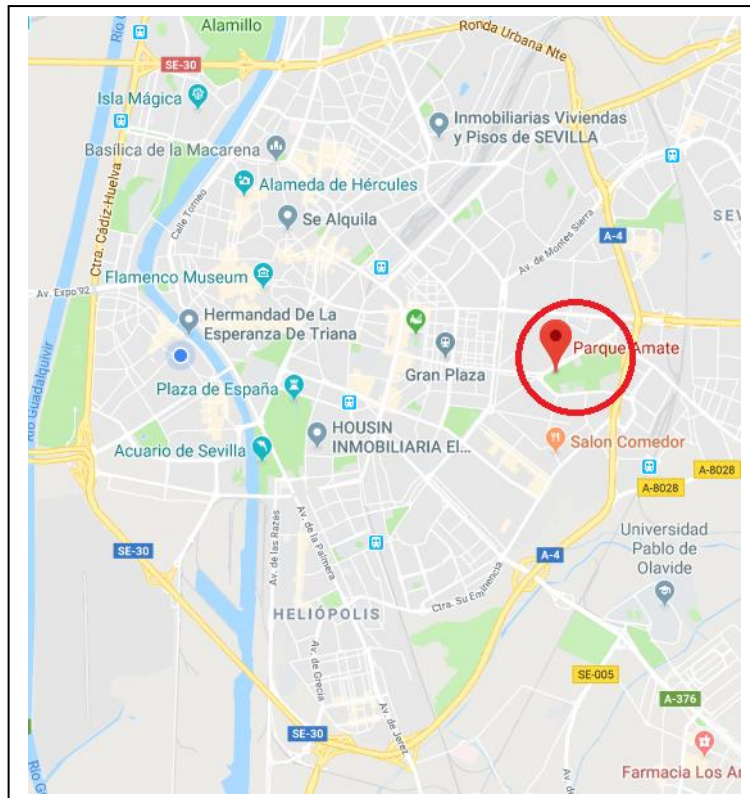 Alamillo
Ronda Urbana Nte
Río G
SE-30
Isla Mágica
Inmobiliarias Viviendas
y Pisos de SEVILLA
Basílica de la Macarena
Alameda de Hércules
Calle Torneo
Ctra. Cádiz-Huelva
Se Alquila
SEV
A-4
Av. de Montes Sierra
Flamenco Museum
Av. Expo'92
Hermandad De La
Esperanza De Triana
Río Guadalquivir
Parque Amate
Gran Plaza
Plaza de España
HOUSIN
INMOBILIARIA El...
Salon Comedor
Acuario de Sevilla
A-8028
A-8028
Av. de las Razas
Av. de la Palmera
Universidad
Pablo de
Olavide
SE-30
A-4
Ctra. Su Eminencia
HELIÓPOLIS
Av. de Grecia
SE-005
A-376
Av. de Jerez
SE-30
Río Guad
Av. de
Farmacia Los Ar